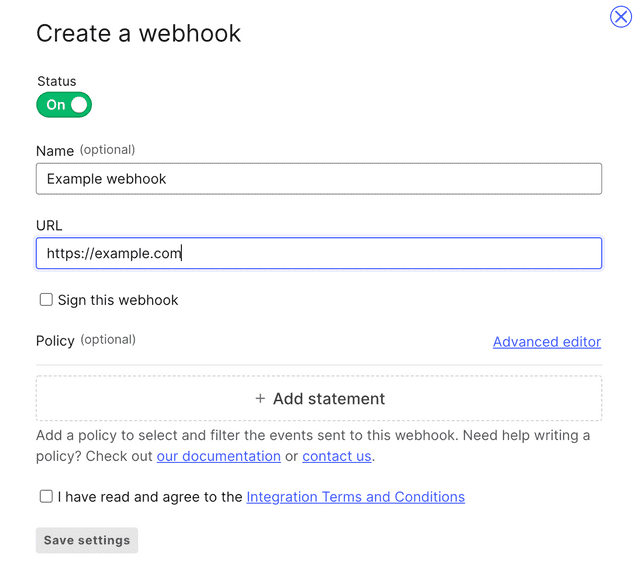 Create a webhook
Status
On
Name (optional)
Example webhook
URL
https://example.com
Sign this webhook
Policy (optional)
Advanced editor
+ Add statement
Add a policy to select and filter the events sent to this webhook. Need help writing a
policy? Check out our documentation or contact us.
I have read and agree to the Integration Terms and Conditions
Save settings